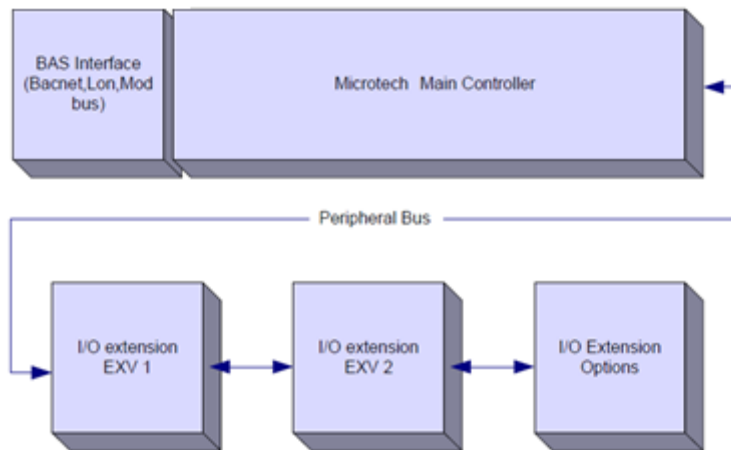 BAS Interface
(Bacnet,Lon,Mod
bus)
Microtech Main Controller
Peripheral Bus
I/O extension
EXV 1
I/O extension
EXV 2
I/O Extension
Options